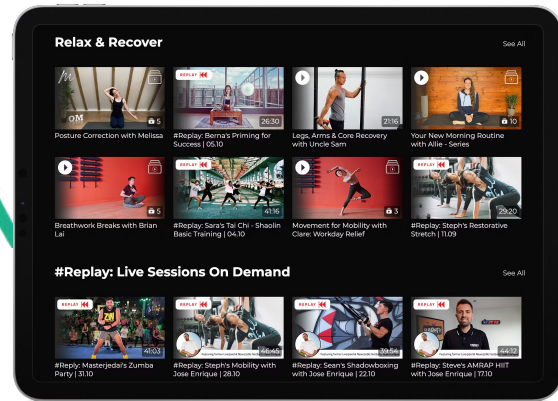 Relax & Recover
See All
M
OM
5
REPLAY
26:30
21:16
10
Posture Correction with Melissa
#Replay: Berna's Priming for
Success | 05.10
Legs, Arms & Core Recovery
with Uncle Sam
Your New Morning Routine
with Allie - Series
5
41:16
3
REPLAY
29:20
Breathwork Breaks with Brian
Lai
#Replay: Sara's Tai Chi - Shaolin
Basic Training | 04.10
Movement for Mobility with
Clare: Workday Relief
#Replay: Steph's Restorative
Stretch | 11.09
#Replay: Live Sessions On Demand
See All
REPLAY
41:03
REPLAY
46:45
REPLAY
39:54
REPLAY
44:12
#Reply: Masterjedai's Zumba
Party | 31.10
#Replay: Steph's Mobility with
Jose Enrique | 28.10
#Replay: Sean's Shadowboxing
with Jose Enrique | 22.10
#Replay: Steve's AMRAP HIIT
with Jose Enrique | 17.10